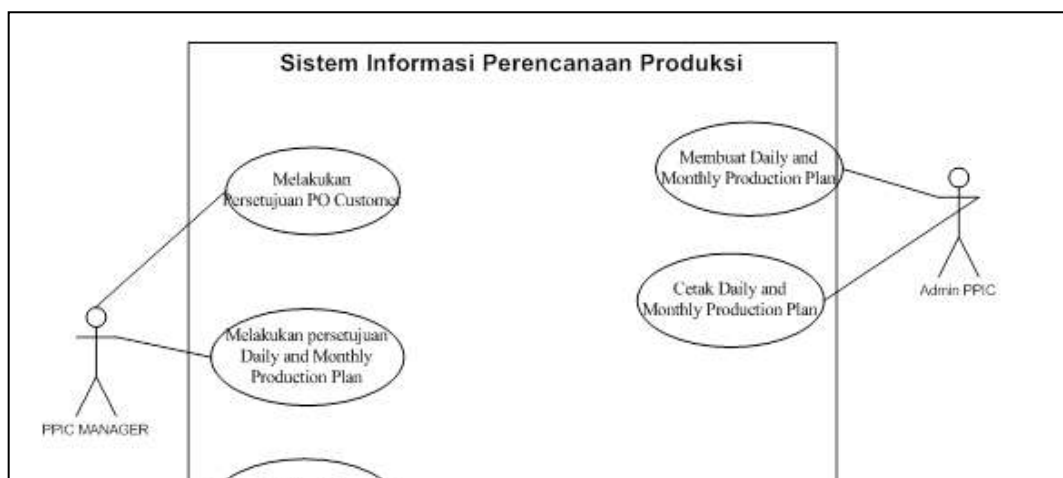 Sistem Informasi Perencanaan Produksi
Melakukan
Persetujuan PO Customer
Melakukan persetujuan
Daily and Monthly
Production Plan
PPIC MANAGER
Membuat Daily and
Monthly Production Plan
Cetak Daily and
Monthly Production Plan
Admin PPIC